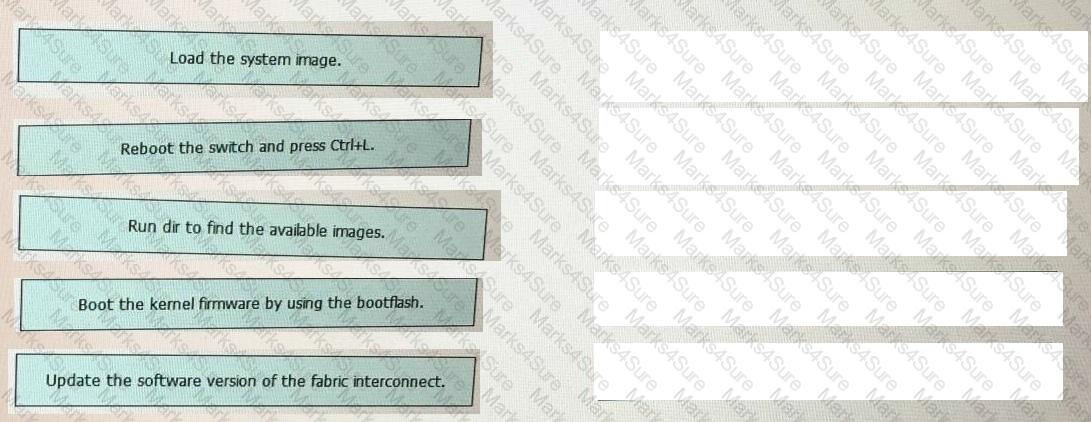 Load the system image.
Reboot the switch and press Ctrl+L.
Run dir to find the available images.
Boot the kernel firmware by using the bootflash.
Update the software version of the fabric interconnect.
Marks4Sure